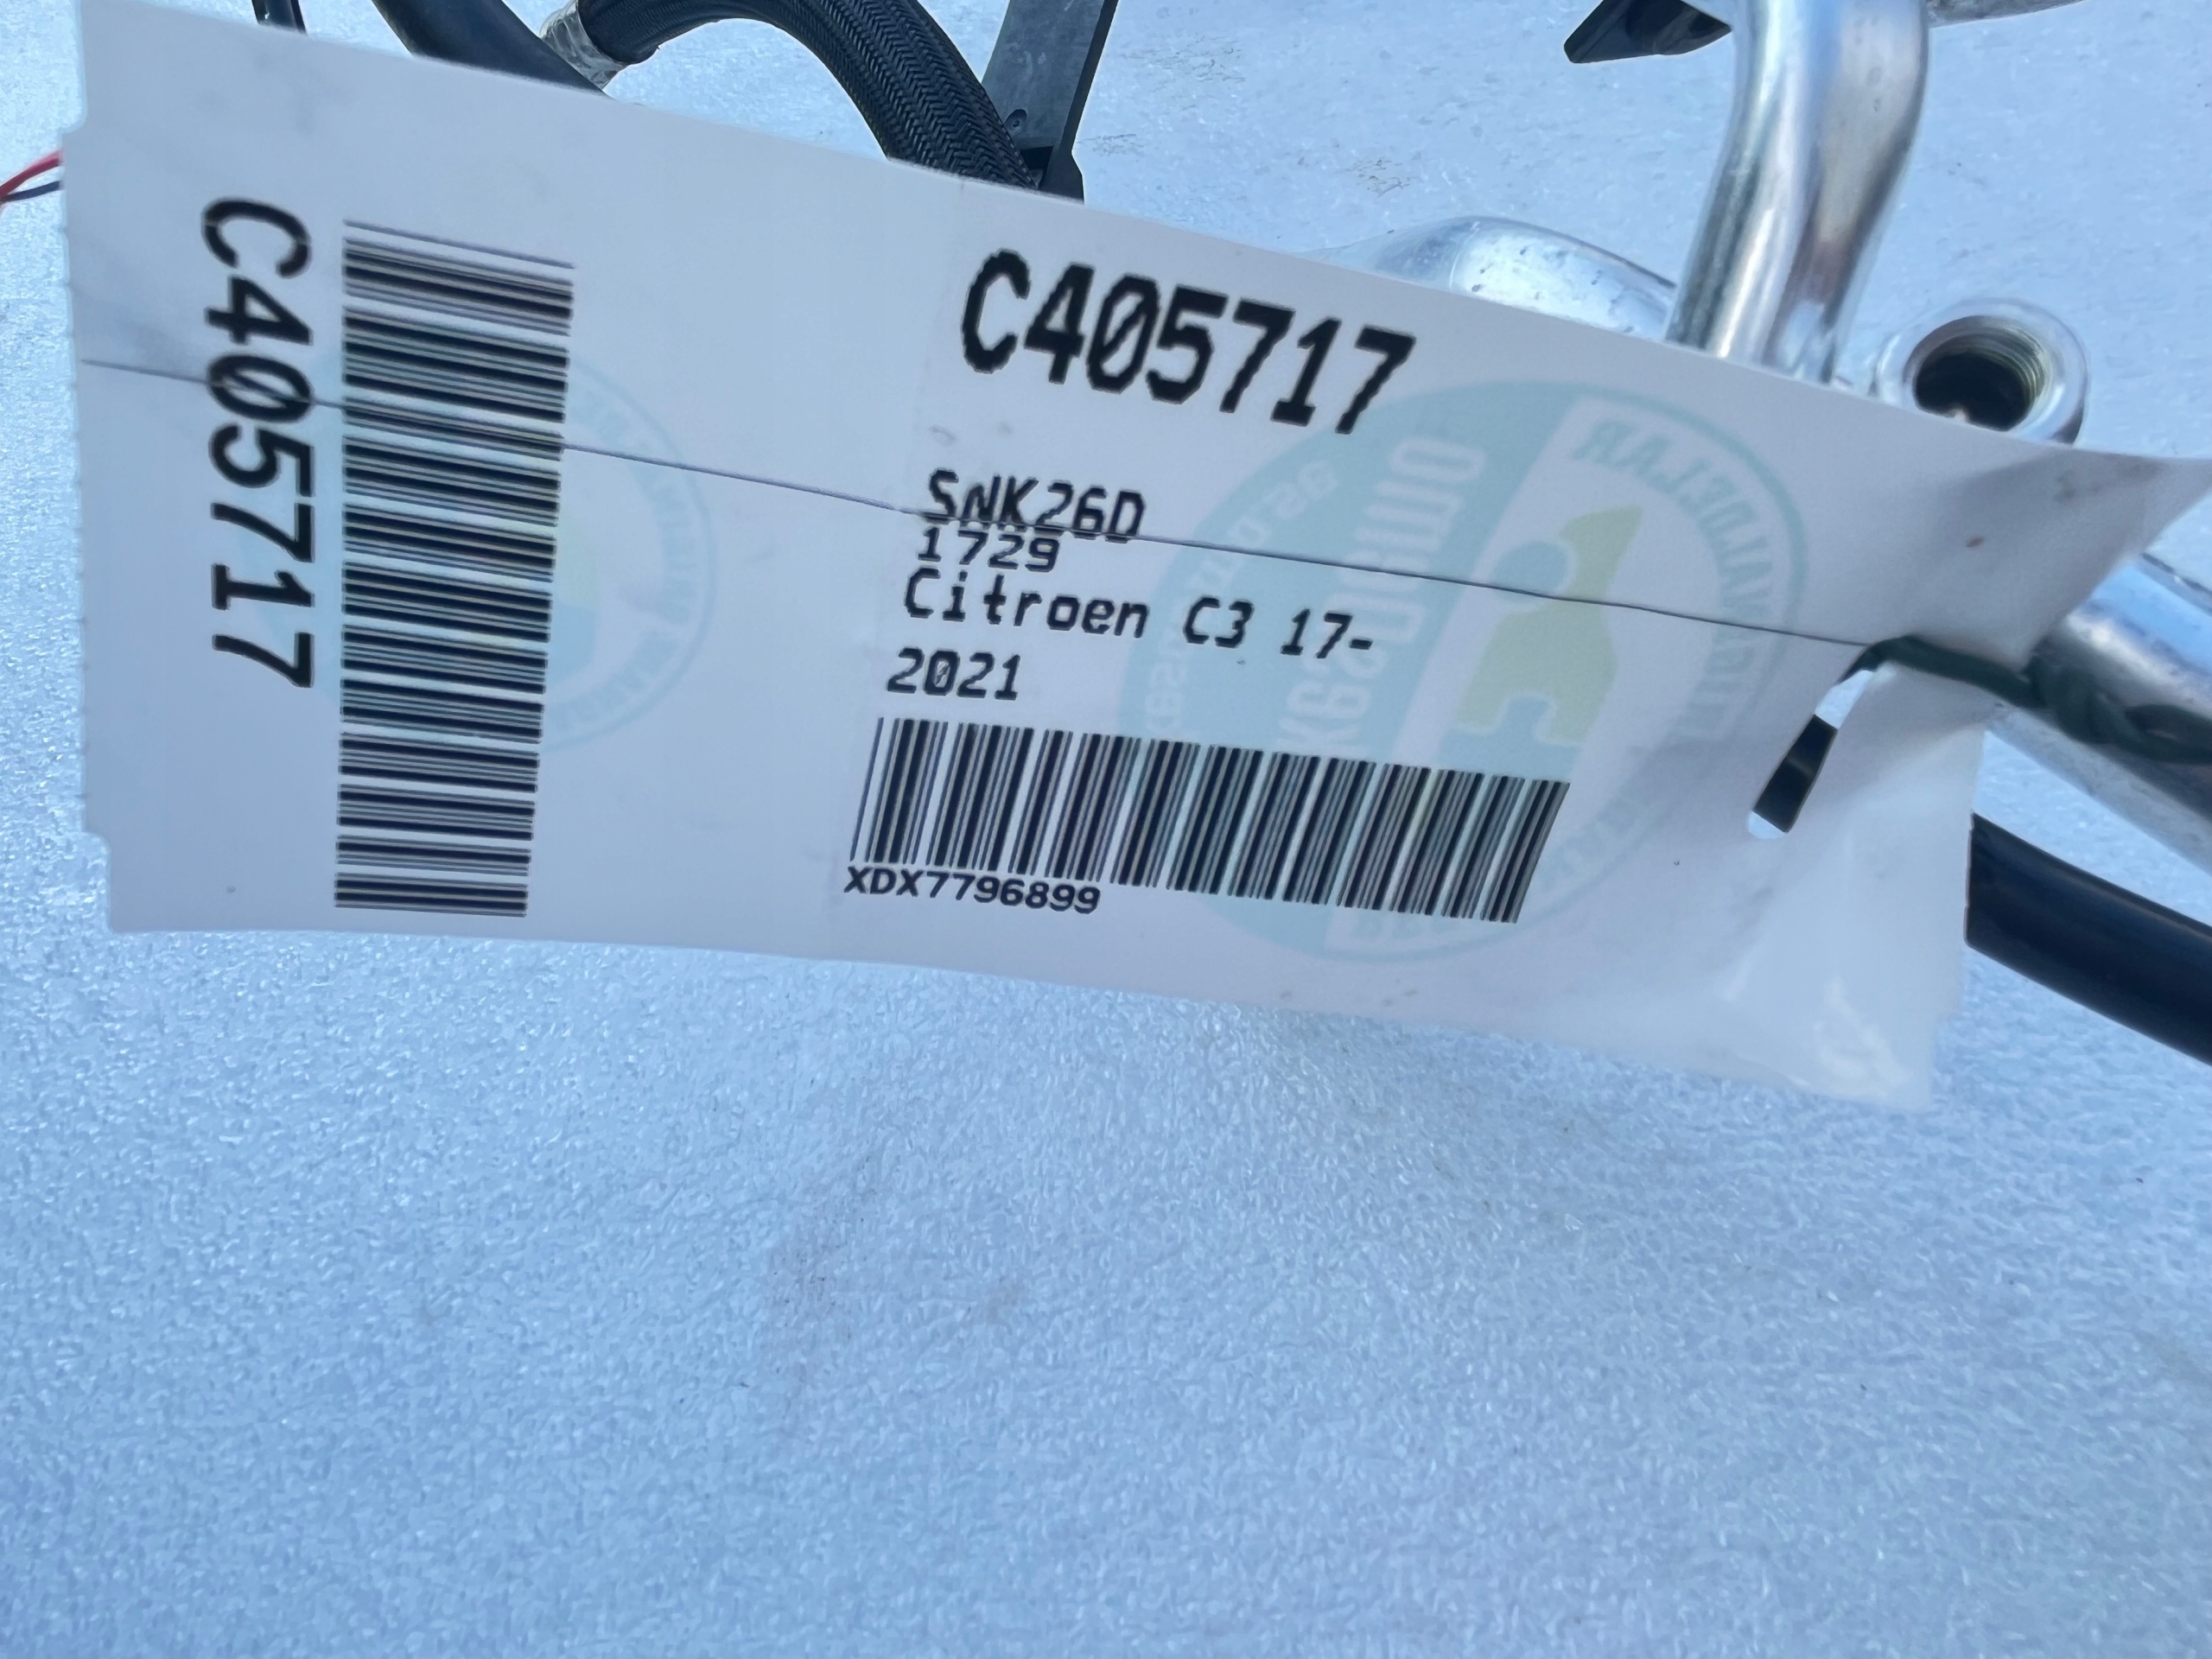 C405717
C405717
SNK26D
1729
Citroen C3 17-
2021
XDX7796899